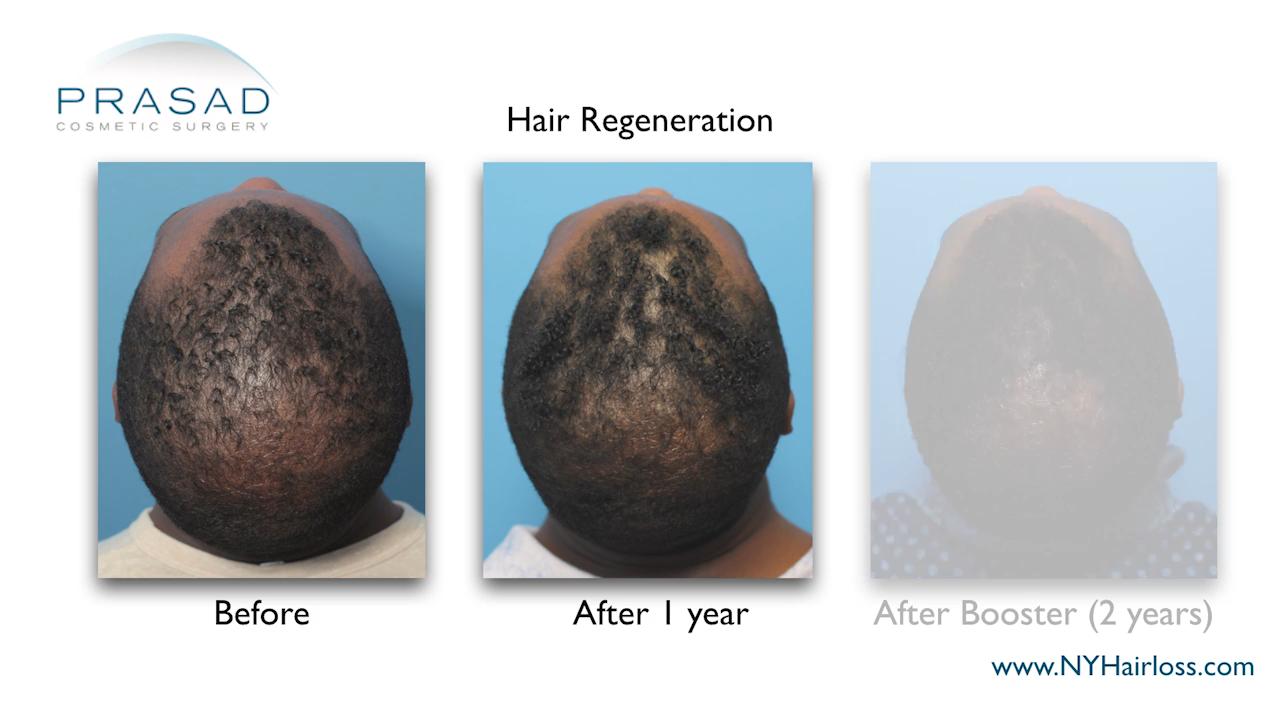 PRASAD
COSMETIC SURGERY
Hair Regeneration
Before
After 1 year
After Booster (2 years)
www.NYHairloss.com